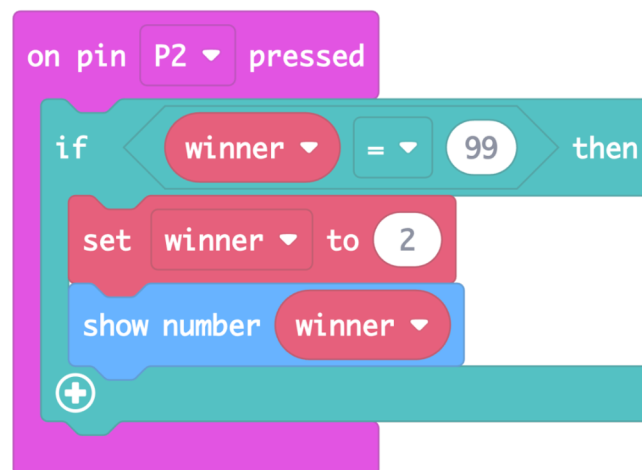 on pin P2 pressed
if winner = 99 then
set winner to 2
show number winner